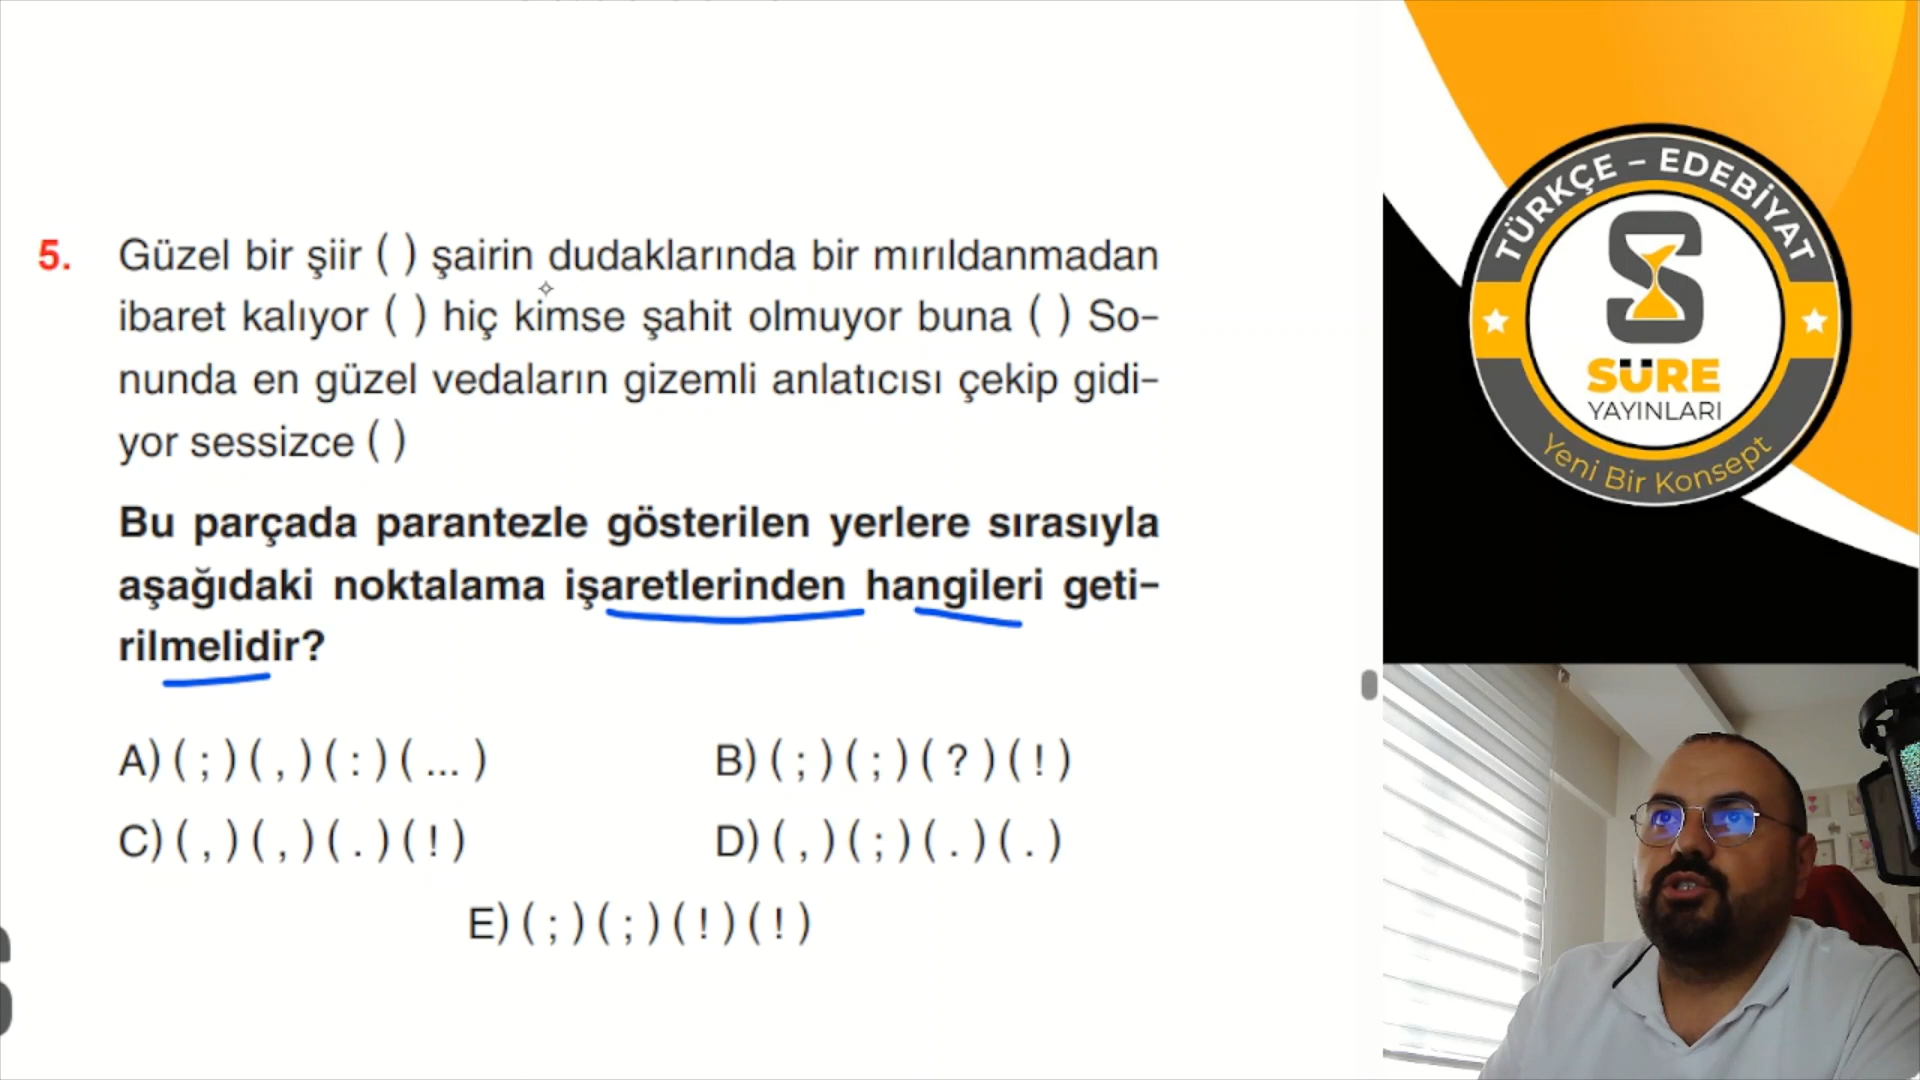 5. Güzel bir şiir ( ) şairin dudaklarında bir mırıldanmadan
ibaret kalıyor ( ) hiç kimse şahit olmuyor buna ( ) So-
nunda en güzel vedaların gizemli anlatıcısı çekip gidi-
yor sessizce ( )
Bu parçada parantezle gösterilen yerlere sırasıyla
aşağıdaki noktalama işaretlerinden hangileri geti-
rilmelidir?
A) ( ; ) ( , ) ( : ) ( ... )
B) ( ; ) ( ; ) ( ? ) ( ! )
C) ( , ) ( , ) ( . ) ( ! )
D) ( , ) ( ; ) ( . ) ( . )
E) ( ; ) ( ; ) ( ! ) ( ! )
TÜRKÇE – EDEBİYAT
SÜRE
YAYINLARI
Yeni Bir Konsept